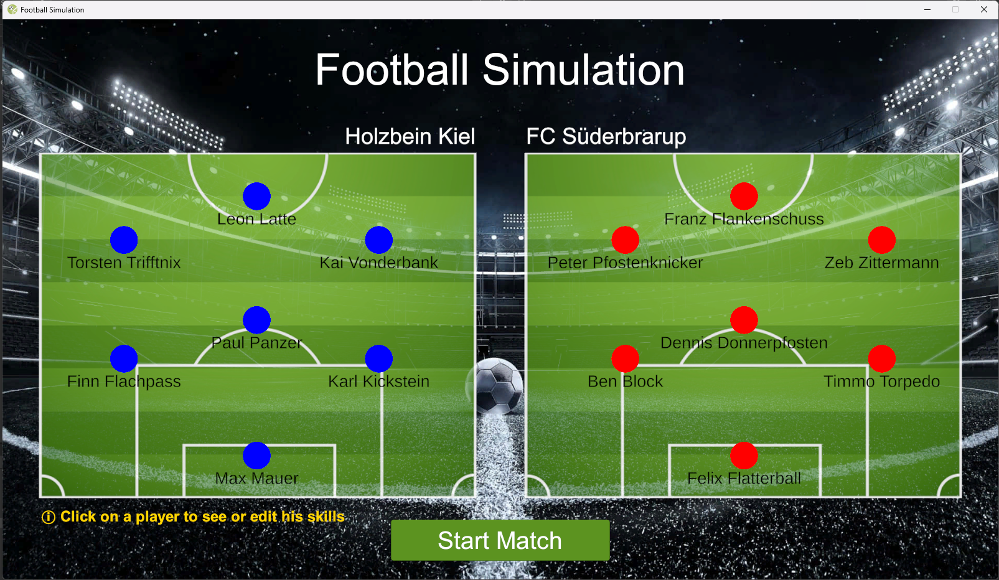 Football Simulation
Football Simulation
Holzbein Kiel
FC Süderbrarup
Leon Latte
Torsten Trifftnix
Kai Vonderbank
Paul Panzer
Finn Flachpass
Karl Kickstein
Max Mauer
Franz Flankenschuss
Peter Pfostenknicker
Zeb Zittermann
Dennis Donnerpfosten
Ben Block
Timmo Torpedo
Felix Flatterball
Click on a player to see or edit his skills
Start Match